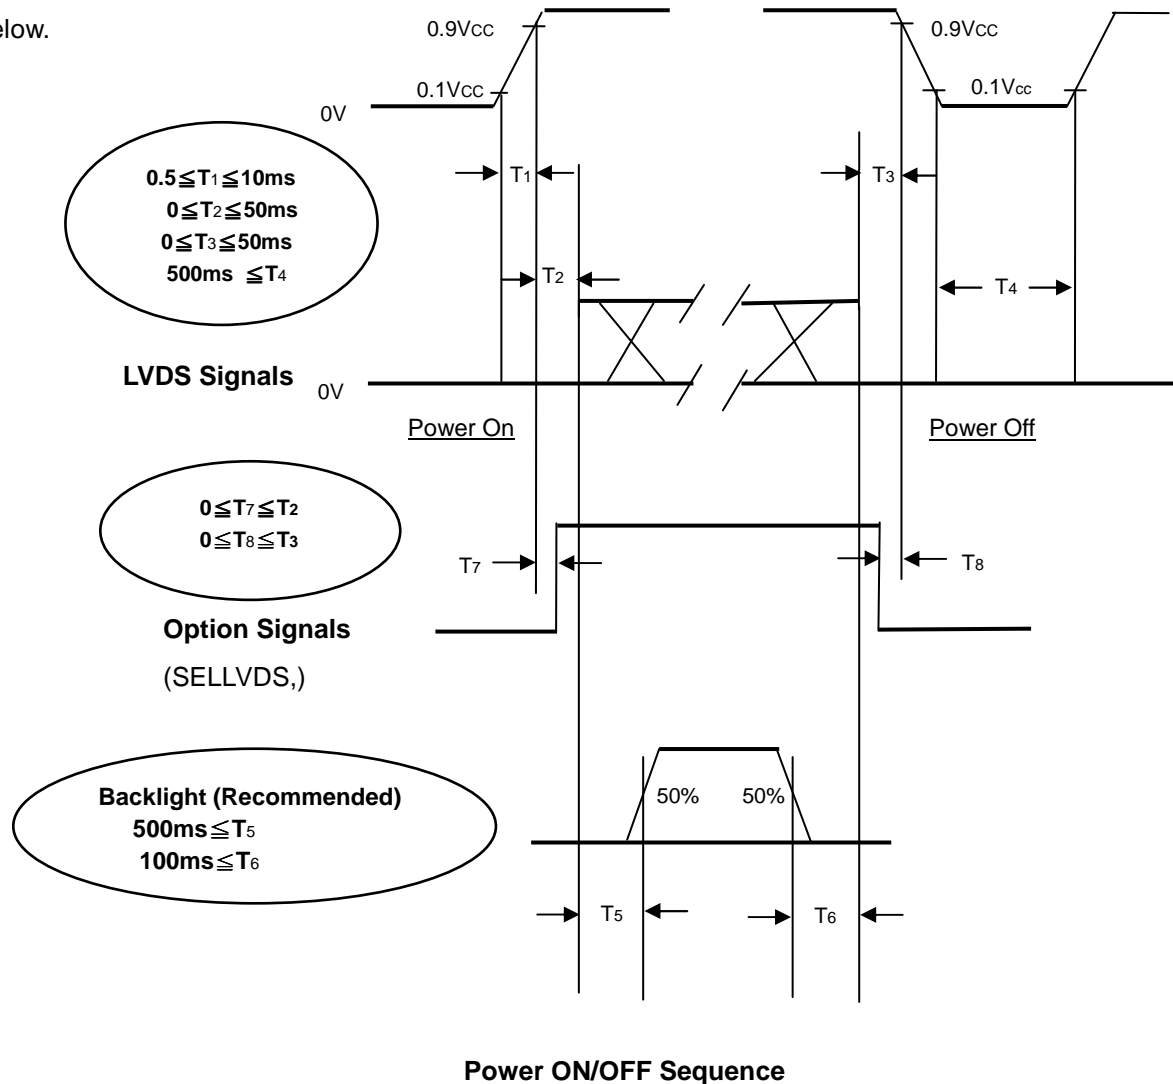 elow.
0.9VCC
0.9VCC
0.1VCC
0.1Vcc
0V
0.5≦T1≦10ms
0≦T2≦50ms
0≦T3≦50ms
500ms ≦T4
T1
T3
T2
T4
LVDS Signals
0V
Power On
Power Off
0≦T7≦T2
0≦T8≦T3
T7
T8
Option Signals
(SELLVDS,)
Backlight (Recommended)
500ms≦T5
100ms≦T6
50%
50%
T5
T6
Power ON/OFF Sequence